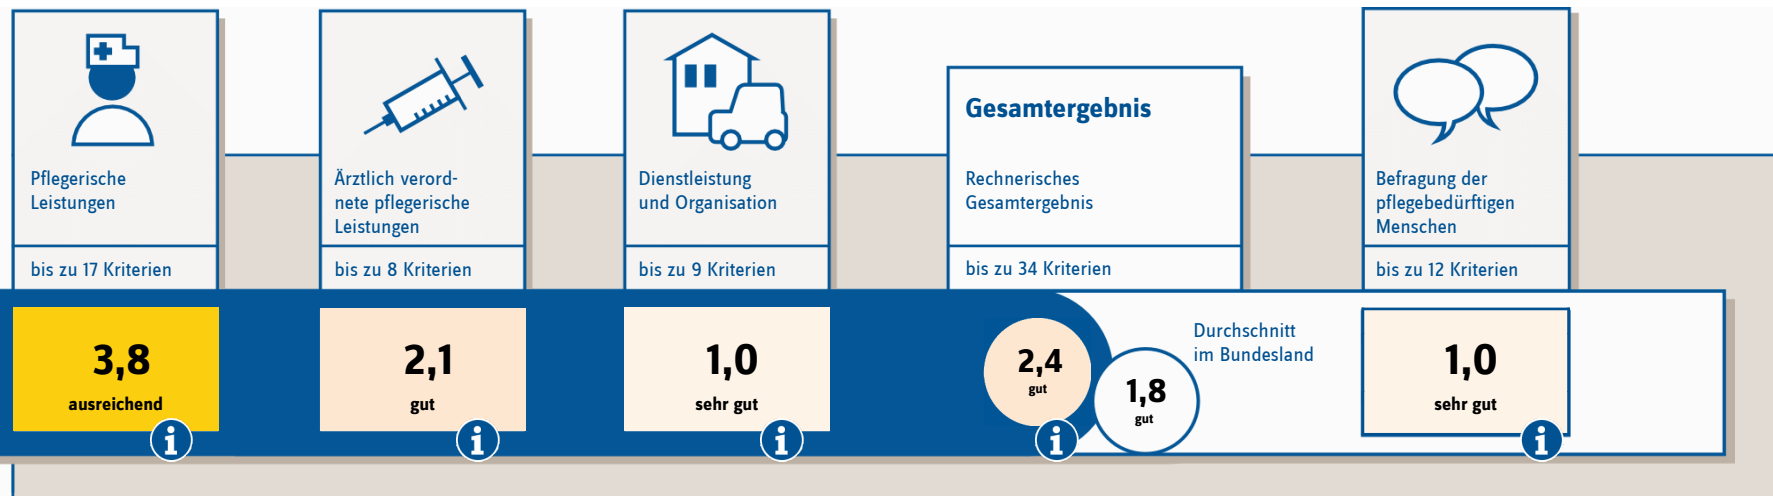 Pflegerische
Leistungen
bis zu 17 Kriterien
3,8
ausreichend
i
Ärztlich verord-
nete pflegerische
Leistungen
bis zu 8 Kriterien
2,1
gut
i
Dienstleistung
und Organisation
bis zu 9 Kriterien
1,0
sehr gut
i
Gesamtergebnis
Rechnerisches
Gesamtergebnis
bis zu 34 Kriterien
2,4
gut
i
1,8
gut
Durchschnitt
im Bundesland
Befragung der
pflegebedürftigen
Menschen
bis zu 12 Kriterien
1,0
sehr gut
i